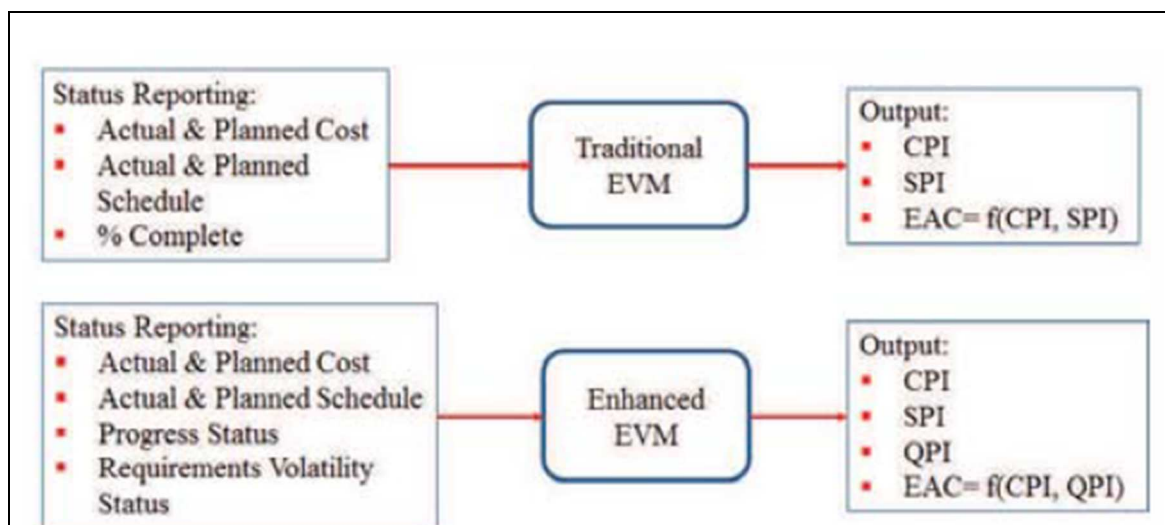 Status Reporting:
▪ Actual & Planned Cost
▪ Actual & Planned
Schedule
▪ % Complete
Traditional
EVM
Output:
▪ CPI
▪ SPI
▪ EAC= f(CPI, SPI)
Status Reporting:
▪ Actual & Planned Cost
▪ Actual & Planned Schedule
▪ Progress Status
▪ Requirements Volatility
Status
Enhanced
EVM
Output:
▪ CPI
▪ SPI
▪ QPI
▪ EAC= f(CPI, QPI)